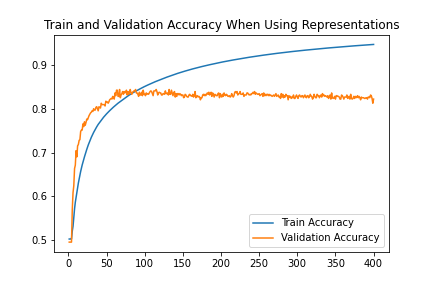 Train and Validation Accuracy When Using Representations
0.9
0.8
0.7
0.6
0.5
0 50 100 150 200 250 300 350 400
Train Accuracy
Validation Accuracy